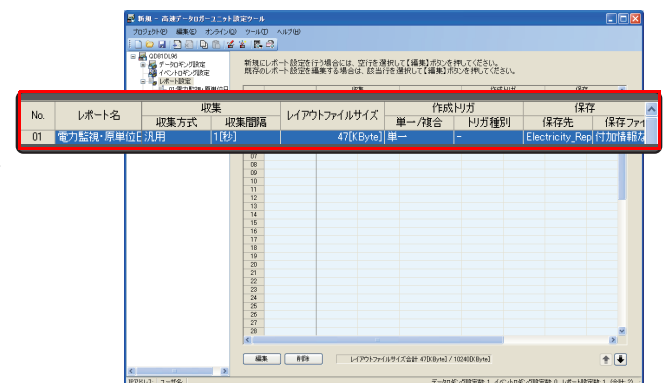 新規 - 高速データロガーユニット設定ツール
プロジェクト(P) 編集(E) オンライン(O) ツール(T) ヘルプ(H)
QD81DL96
データロギング設定
イベントロギング設定
レポート設定
新規にレポート設定を行う場合には、空行を選択して【編集】ボタンを押してください。
既存のレポート設定を編集する場合は、該当行を選択して【編集】ボタンを押してください。
No. レポート名 収集 レイアウトファイルサイズ 作成トリガ 保存
収集方式 収集間隔 単一/複合 トリガ種別 保存先 保存ファイ
01 電力監視・原単位E 汎用 1[秒] 47[KByte] 単一 - Electricity_Rep 付加情報な
07
08
09
10
11
12
13
14
15
16
17
18
19
20
21
22
23
24
25
26
27
28
編集 削除 レイアウトファイルサイズ合計 47[KByte] / 10240[KByte]